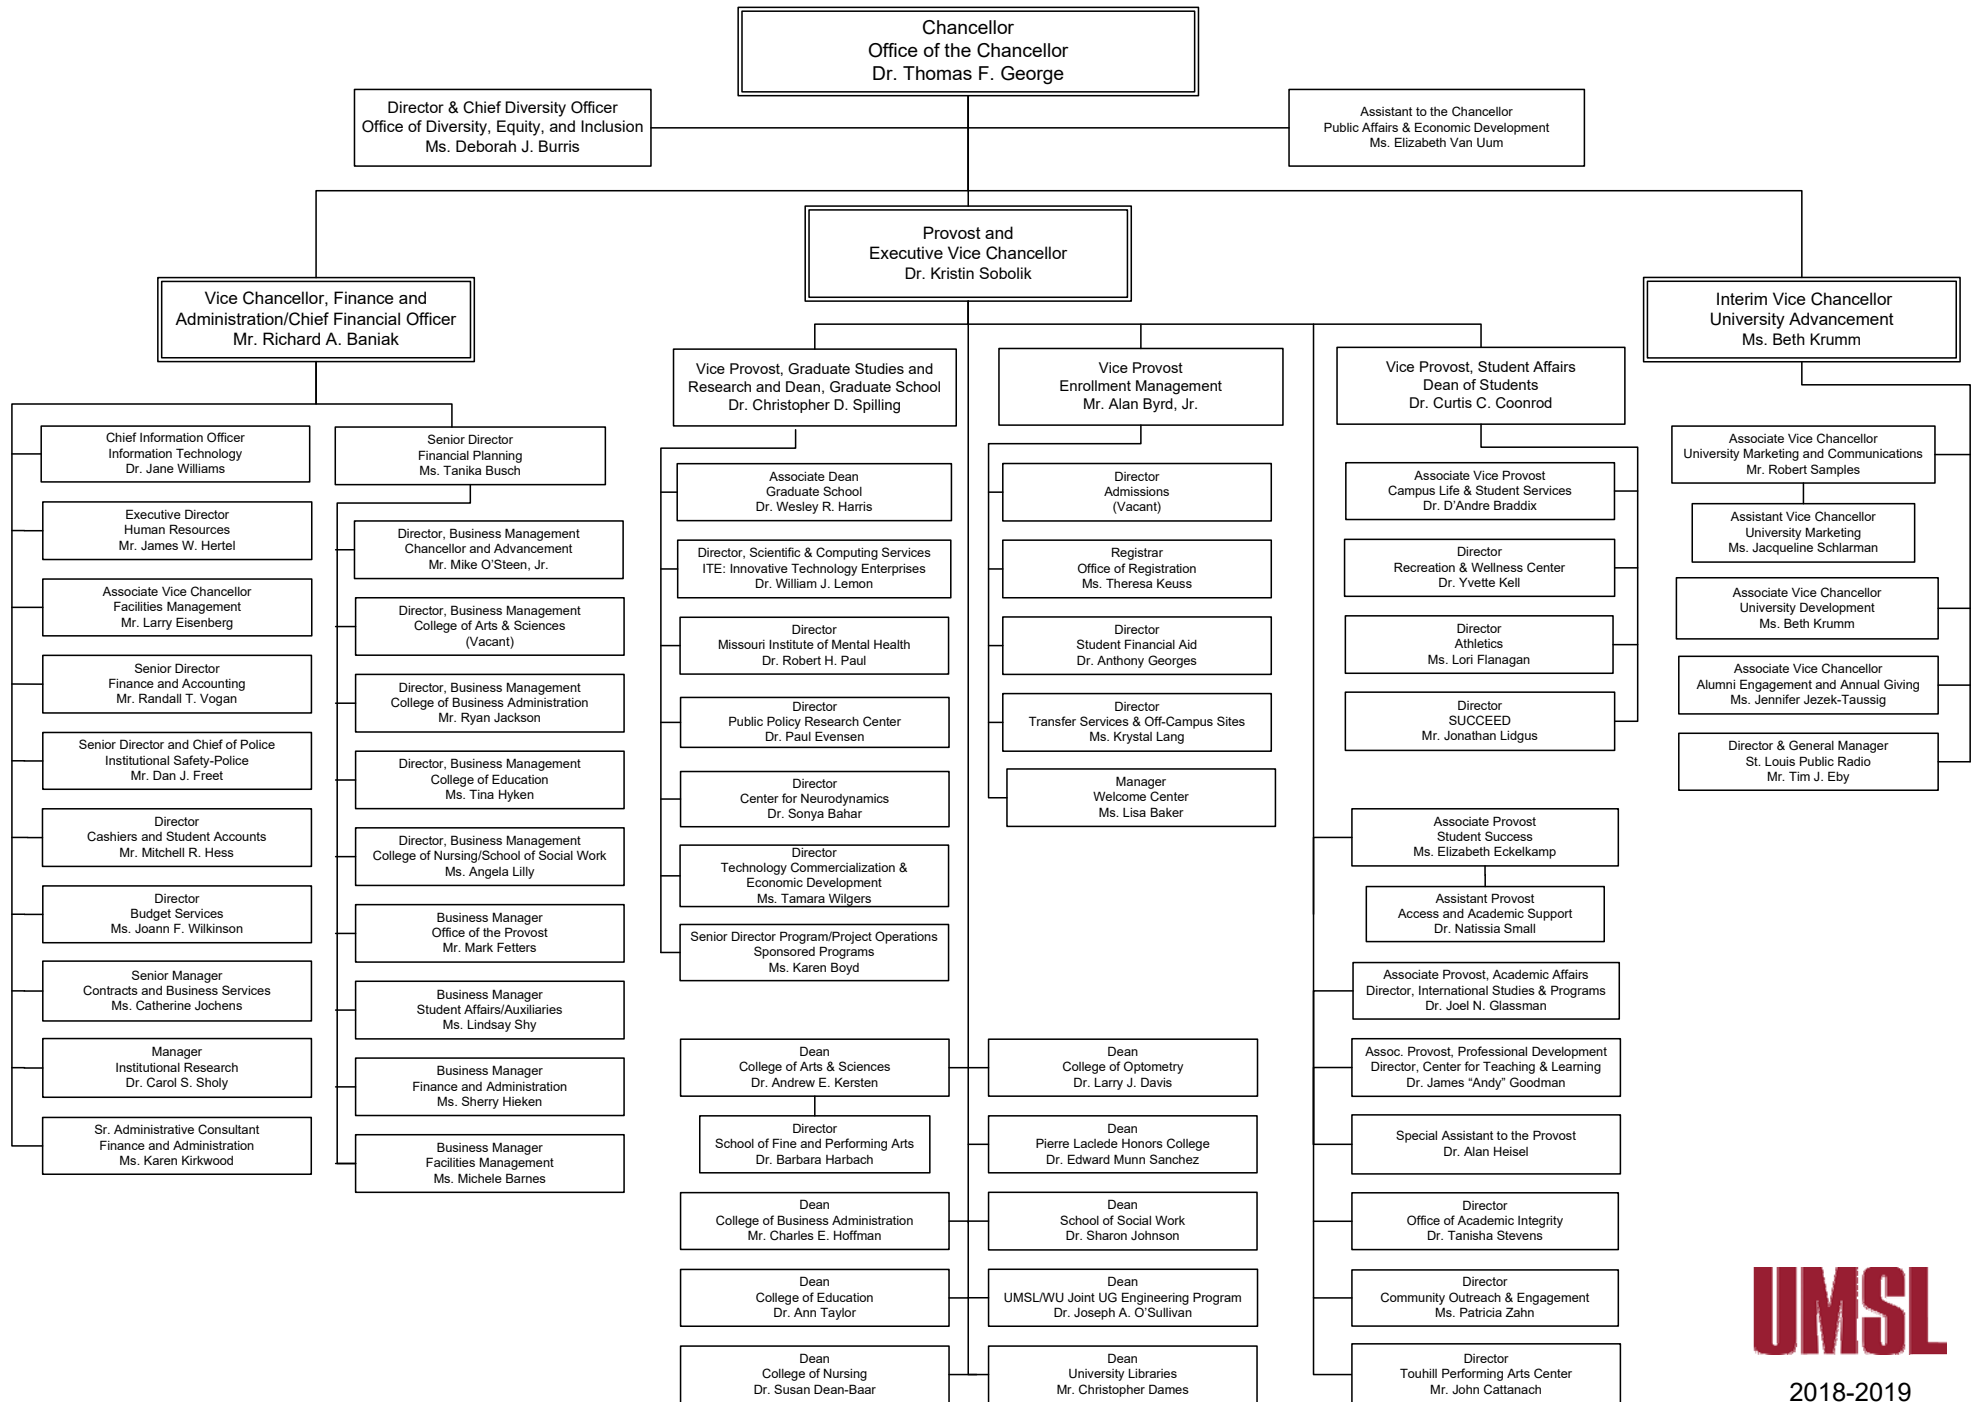 Chancellor
Office of the Chancellor
Dr. Thomas F. George
Director & Chief Diversity Officer
Office of Diversity, Equity, and Inclusion
Ms. Deborah J. Burris
Assistant to the Chancellor
Public Affairs & Economic Development
Ms. Elizabeth Van Uum
Provost and
Executive Vice Chancellor
Dr. Kristin Sobolik
Vice Chancellor, Finance and
Administration/Chief Financial Officer
Mr. Richard A. Baniak
Interim Vice Chancellor
University Advancement
Ms. Beth Krumm
Chief Information Officer
Information Technology
Dr. Jane Williams
Executive Director
Human Resources
Mr. James W. Hertel
Associate Vice Chancellor
Facilities Management
Mr. Larry Eisenberg
Senior Director
Finance and Accounting
Mr. Randall T. Vogan
Senior Director and Chief of Police
Institutional Safety-Police
Mr. Dan J. Freet
Director
Cashiers and Student Accounts
Mr. Mitchell R. Hess
Director
Budget Services
Ms. Joann F. Wilkinson
Senior Manager
Contracts and Business Services
Ms. Catherine Jochens
Manager
Institutional Research
Dr. Carol S. Sholy
Sr. Administrative Consultant
Finance and Administration
Ms. Karen Kirkwood
Senior Director
Financial Planning
Ms. Tanika Busch
Director, Business Management
Chancellor and Advancement
Mr. Mike O'Steen, Jr.
Director, Business Management
College of Arts & Sciences
(Vacant)
Director, Business Management
College of Business Administration
Mr. Ryan Jackson
Director, Business Management
College of Education
Ms. Tina Hyken
Director, Business Management
College of Nursing/School of Social Work
Ms. Angela Lilly
Business Manager
Office of the Provost
Mr. Mark Fetters
Business Manager
Student Affairs/Auxiliaries
Ms. Lindsay Shy
Business Manager
Finance and Administration
Ms. Sherry Hieken
Business Manager
Facilities Management
Ms. Michele Barnes
Vice Provost, Graduate Studies and
Research and Dean, Graduate School
Dr. Christopher D. Spilling
Associate Dean
Graduate School
Dr. Wesley R. Harris
Director, Scientific & Computing Services
ITE: Innovative Technology Enterprises
Dr. William J. Lemon
Director
Missouri Institute of Mental Health
Dr. Robert H. Paul
Director
Public Policy Research Center
Dr. Paul Evensen
Director
Center for Neurodynamics
Dr. Sonya Bahar
Director
Technology Commercialization &
Economic Development
Ms. Tamara Wilgers
Senior Director Program/Project Operations
Sponsored Programs
Ms. Karen Boyd
Vice Provost
Enrollment Management
Mr. Alan Byrd, Jr.
Director
Admissions
(Vacant)
Registrar
Office of Registration
Ms. Theresa Keuss
Director
Student Financial Aid
Dr. Anthony Georges
Director
Transfer Services & Off-Campus Sites
Ms. Krystal Lang
Manager
Welcome Center
Ms. Lisa Baker
Vice Provost, Student Affairs
Dean of Students
Dr. Curtis C. Coonrod
Associate Vice Provost
Campus Life & Student Services
Dr. D'Andre Braddix
Director
Recreation & Wellness Center
Dr. Yvette Kell
Director
Athletics
Ms. Lori Flanagan
Director
SUCCEED
Mr. Jonathan Lidgus
Associate Vice Chancellor
University Marketing and Communications
Mr. Robert Samples
Assistant Vice Chancellor
University Marketing
Ms. Jacqueline Schlarman
Associate Vice Chancellor
University Development
Ms. Beth Krumm
Associate Vice Chancellor
Alumni Engagement and Annual Giving
Ms. Jennifer Jezek-Taussig
Director & General Manager
St. Louis Public Radio
Mr. Tim J. Eby
Associate Provost
Student Success
Ms. Elizabeth Eckelkamp
Assistant Provost
Access and Academic Support
Dr. Natissia Small
Associate Provost, Academic Affairs
Director, International Studies & Programs
Dr. Joel N. Glassman
Assoc. Provost, Professional Development
Director, Center for Teaching & Learning
Dr. James “Andy” Goodman
Special Assistant to the Provost
Dr. Alan Heisel
Director
Office of Academic Integrity
Dr. Tanisha Stevens
Director
Community Outreach & Engagement
Ms. Patricia Zahn
Director
Touhill Performing Arts Center
Mr. John Cattanach
Dean
College of Arts & Sciences
Dr. Andrew E. Kersten
Director
School of Fine and Performing Arts
Dr. Barbara Harbach
Dean
College of Business Administration
Mr. Charles E. Hoffman
Dean
College of Education
Dr. Ann Taylor
Dean
College of Nursing
Dr. Susan Dean-Baar
Dean
College of Optometry
Dr. Larry J. Davis
Dean
Pierre Laclede Honors College
Dr. Edward Munn Sanchez
Dean
School of Social Work
Dr. Sharon Johnson
Dean
UMSL/WU Joint UG Engineering Program
Dr. Joseph A. O'Sullivan
Dean
University Libraries
Mr. Christopher Dames
UMSL
2018-2019